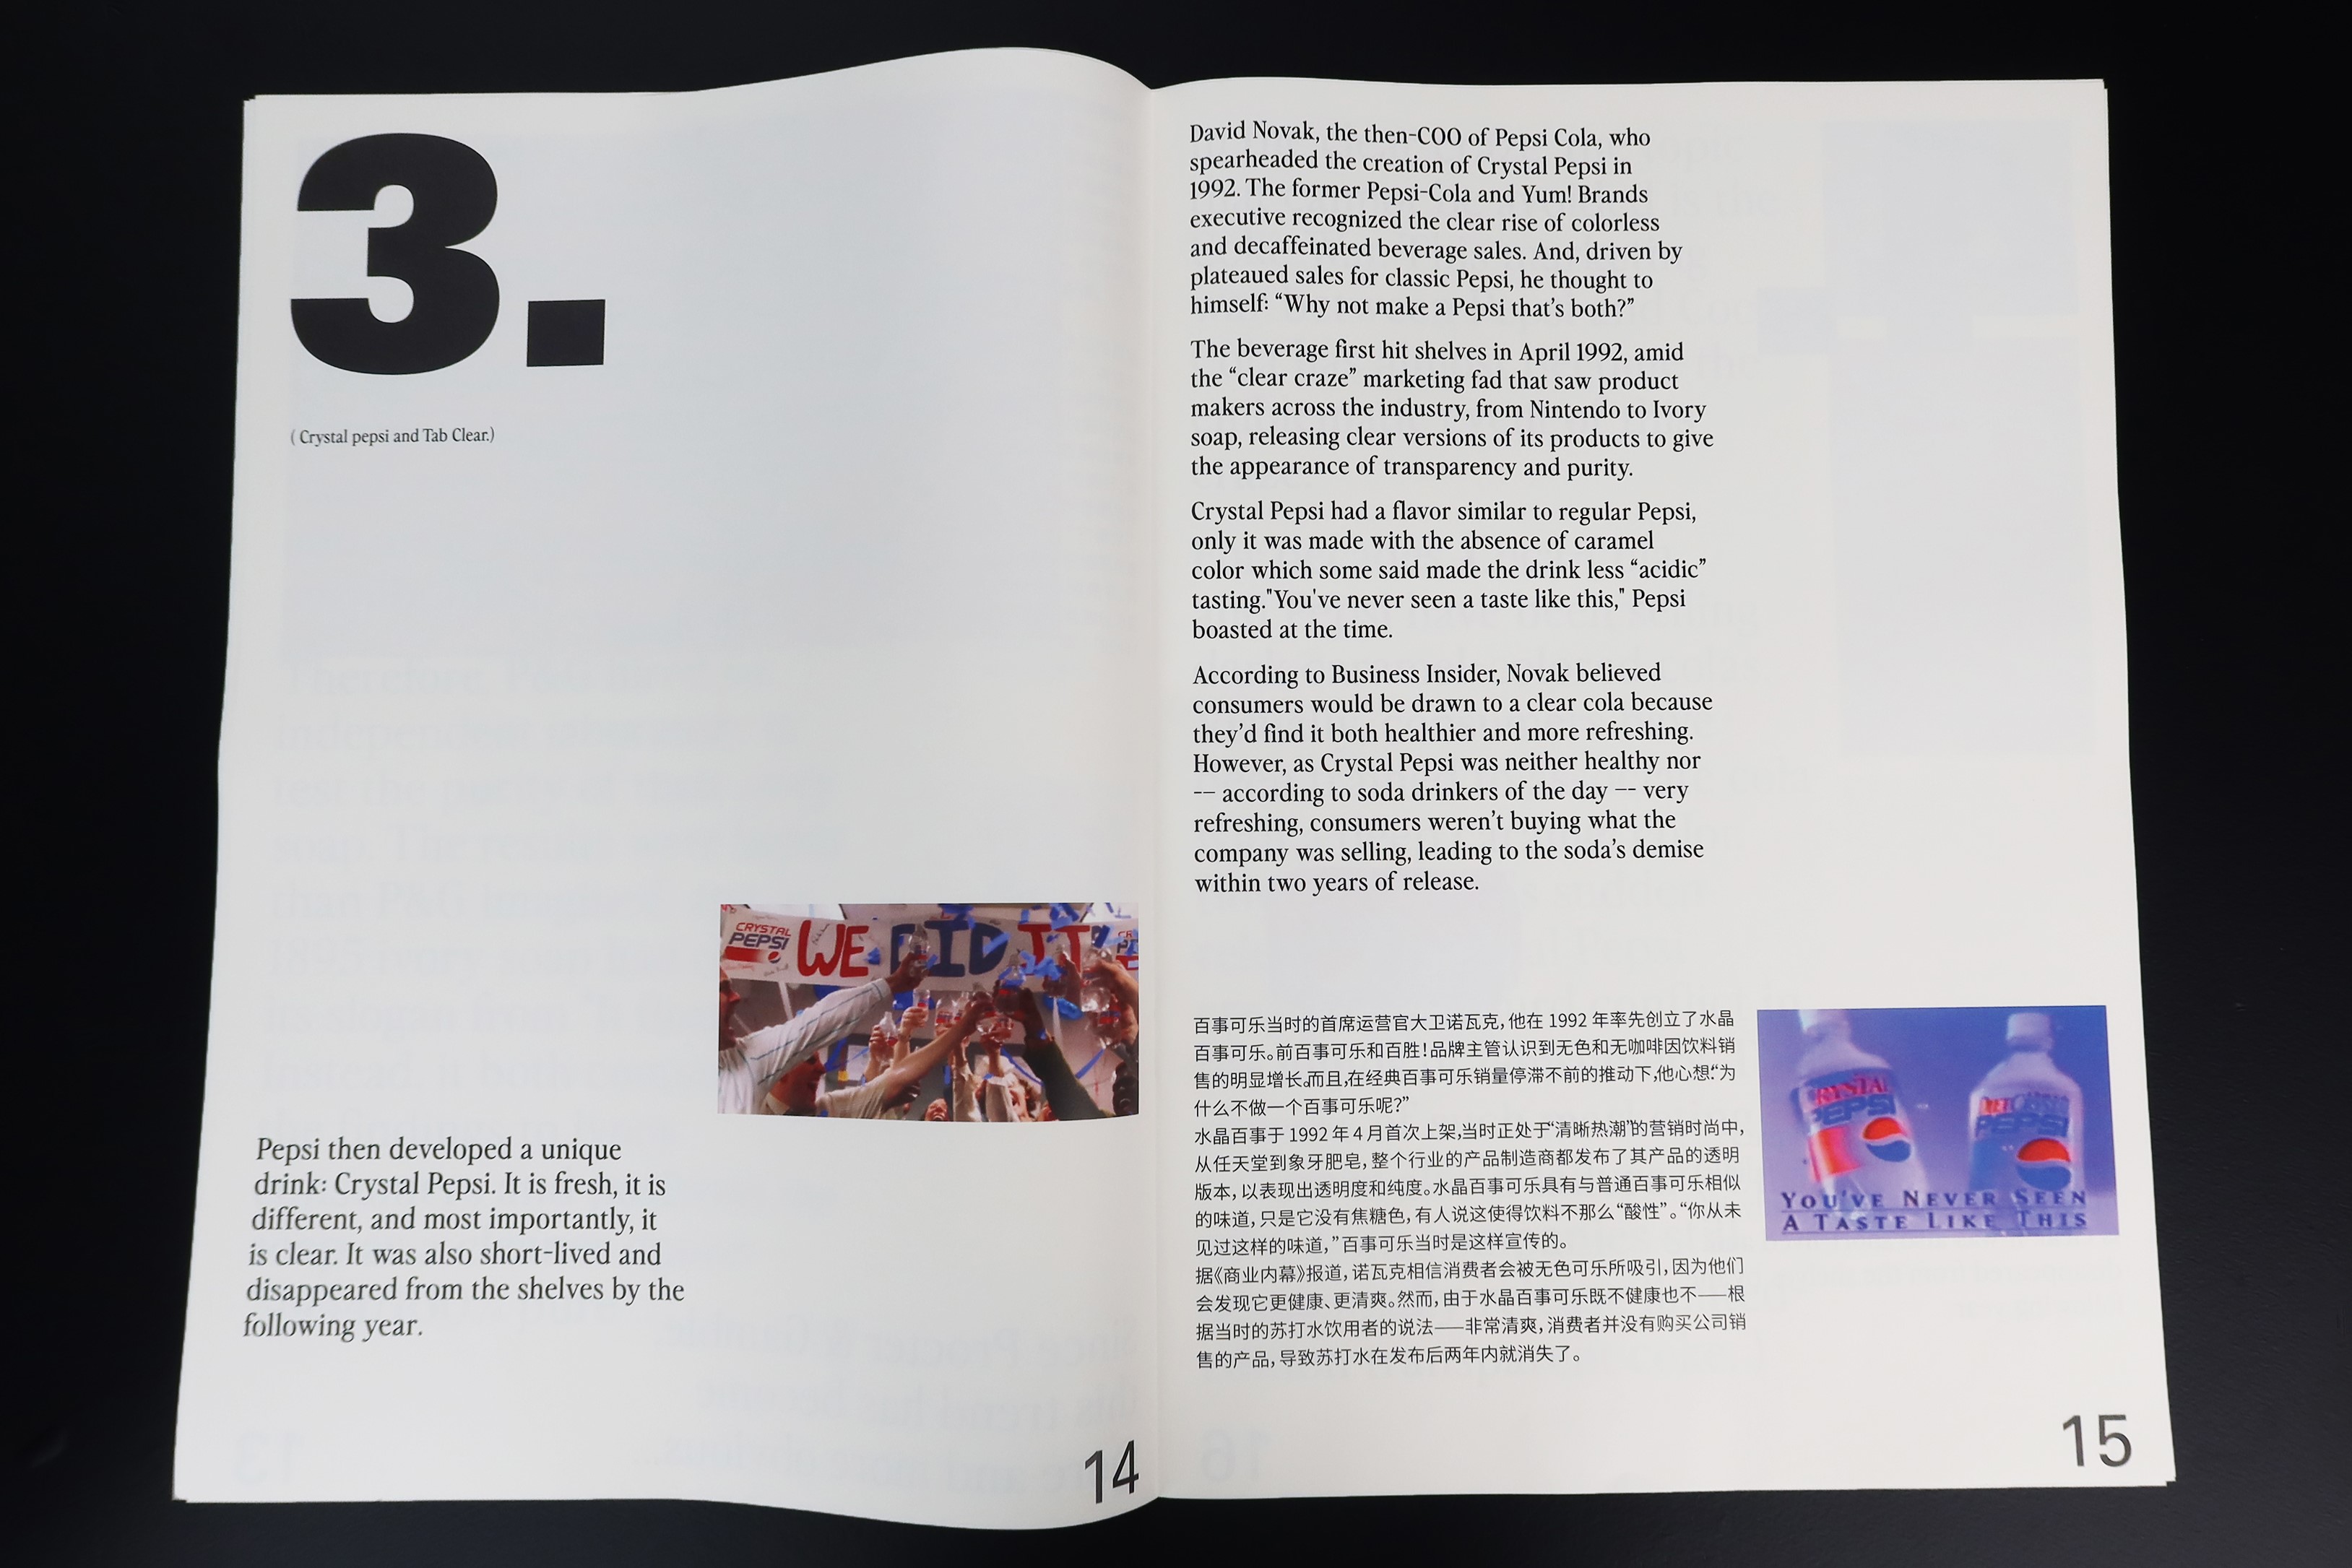 3.
( Crystal pepsi and Tab Clear.)
CRYSTAL
PEPSI
WE DID IT
Pepsi then developed a unique
drink: Crystal Pepsi. It is fresh, it is
different, and most importantly, it
is clear. It was also short-lived and
disappeared from the shelves by the
following year.
14
David Novak, the then-COO of Pepsi Cola, who
spearheaded the creation of Crystal Pepsi in
1992. The former Pepsi-Cola and Yum! Brands
executive recognized the clear rise of colorless
and decaffeinated beverage sales. And, driven by
plateaued sales for classic Pepsi, he thought to
himself: “Why not make a Pepsi that’s both?”
The beverage first hit shelves in April 1992, amid
the “clear craze” marketing fad that saw product
makers across the industry, from Nintendo to Ivory
soap, releasing clear versions of its products to give
the appearance of transparency and purity.
Crystal Pepsi had a flavor similar to regular Pepsi,
only it was made with the absence of caramel
color which some said made the drink less “acidic”
tasting."You've never seen a taste like this," Pepsi
boasted at the time.
According to Business Insider, Novak believed
consumers would be drawn to a clear cola because
they’d find it both healthier and more refreshing.
However, as Crystal Pepsi was neither healthy nor
-- according to soda drinkers of the day -- very
refreshing, consumers weren’t buying what the
company was selling, leading to the soda’s demise
within two years of release.
百事可乐当时的首席运营官大卫诺瓦克，他在 1992 年率先创立了水晶
百事可乐。前百事可乐和百胜！品牌主管认识到无色和无咖啡因饮料销
售的明显增长。而且，在经典百事可乐销量停滞不前的推动下，他心想：“为
什么不做一个百事可乐呢？”
水晶百事于 1992 年 4 月首次上架，当时正处于“清晰热潮”的营销时尚中，
从任天堂到象牙肥皂，整个行业的产品制造商都发布了其产品的透明
版本，以表现出透明度和纯度。水晶百事可乐具有与普通百事可乐相似
的味道，只是它没有焦糖色，有人说这使得饮料不那么“酸性”。“你从未
见过这样的味道，”百事可乐当时是这样宣传的。
据《商业内幕》报道，诺瓦克相信消费者会被无色可乐所吸引，因为他们
会发现它更健康、更清爽。然而，由于水晶百事可乐既不健康也不——根
据当时的苏打水饮用者的说法——非常清爽，消费者并没有购买公司销
售的产品，导致苏打水在发布后两年内就消失了。
CRYSTAL
PEPSI
PEPSI
YOU'VE NEVER SEEN
A TASTE LIKE THIS
15